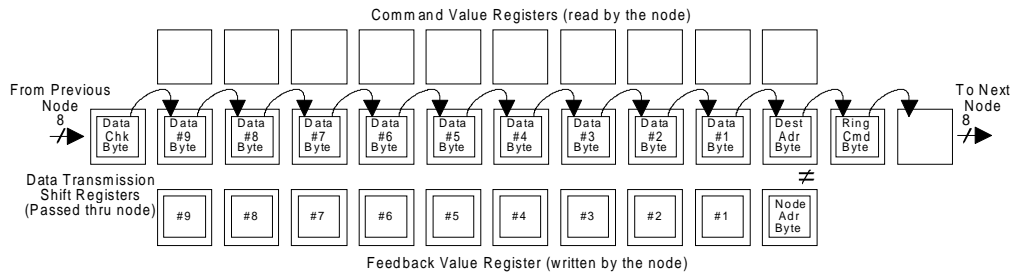 Command Value Registers (read by the node)
From Previous
Node
8
To Next
Node
8
Data
Chk
Byte
Data
#9
Byte
Data
#8
Byte
Data
#7
Byte
Data
#6
Byte
Data
#5
Byte
Data
#4
Byte
Data
#3
Byte
Data
#2
Byte
Data
#1
Byte
Dest
Adr
Byte
Ring
Cmd
Byte
≠
Data Transmission
Shift Registers
(Passed thru node)
#9
#8
#7
#6
#5
#4
#3
#2
#1
Node
Adr
Byte
Feedback Value Register (written by the node)